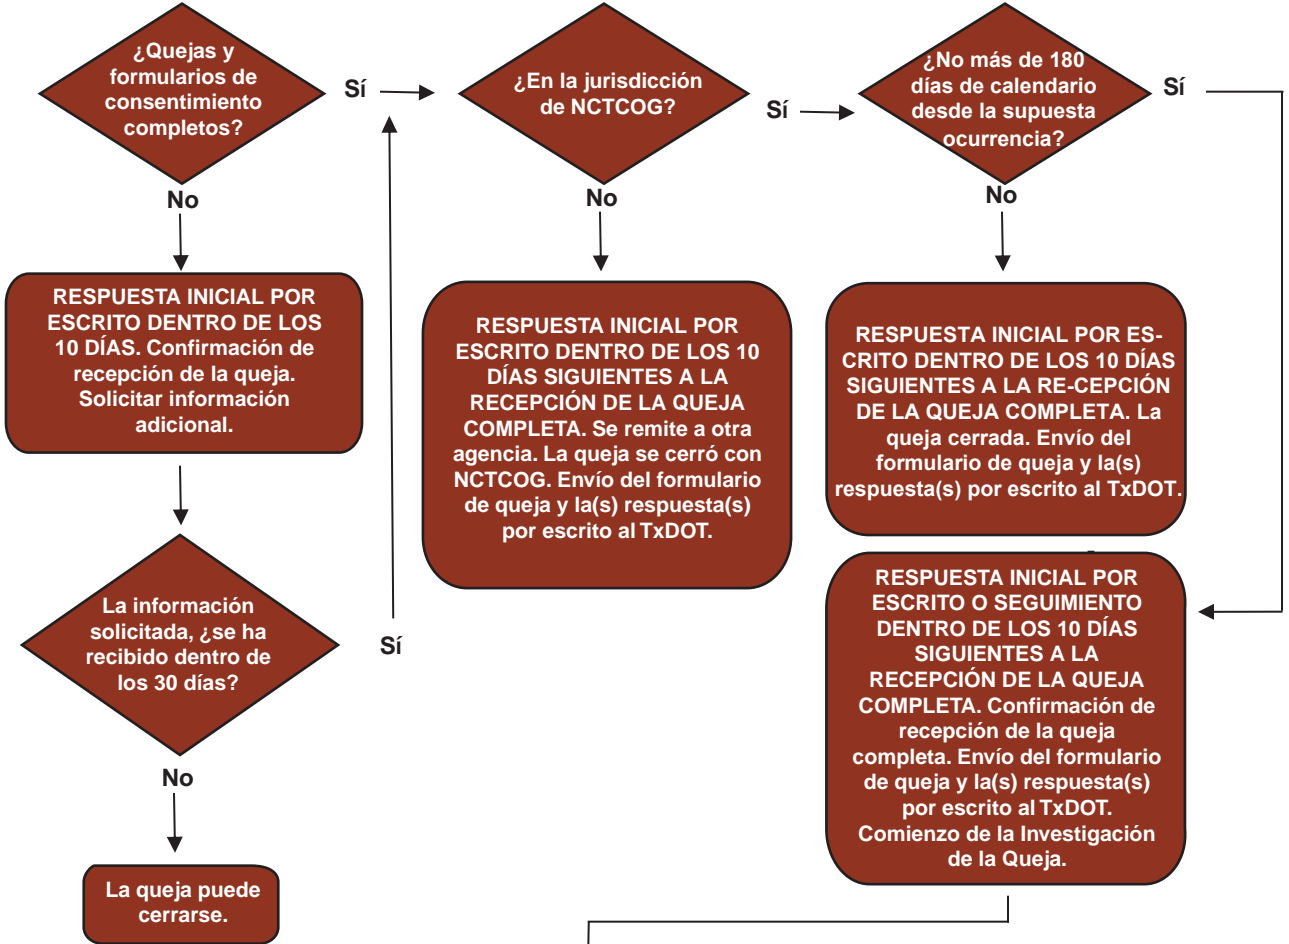 ¿Quejas y
formularios de
consentimiento
completos?
Sí
¿En la jurisdicción
de NCTCOG?
Sí
¿No más de 180
días de calendario
desde la supuesta
ocurrencia?
Sí
No
No
No
RESPUESTA INICIAL POR
ESCRITO DENTRO DE LOS
10 DÍAS. Confirmación de
recepción de la queja.
Solicitar información
adicional.
RESPUESTA INICIAL POR
ESCRITO DENTRO DE LOS 10
DÍAS SIGUIENTES A LA
RECEPCIÓN DE LA QUEJA
COMPLETA. Se remite a otra
agencia. La queja se cerró con
NCTCOG. Envío del formulario
de queja y la(s) respuesta(s)
por escrito al TxDOT.
RESPUESTA INICIAL POR ES-
CRITO DENTRO DE LOS 10 DÍAS
SIGUIENTES A LA RE-CEPCIÓN
DE LA QUEJA COMPLETA. La
queja cerrada. Envío del
formulario de queja y la(s)
respuesta(s) por escrito al TxDOT.
La información
solicitada, ¿se ha
recibido dentro de
los 30 días?
Sí
No
La queja puede
cerrarse.
RESPUESTA INICIAL POR
ESCRITO O SEGUIMIENTO
DENTRO DE LOS 10 DÍAS
SIGUIENTES A LA
RECEPCIÓN DE LA QUEJA
COMPLETA. Confirmación de
recepción de la queja
completa. Envío del formulario
de queja y la(s) respuesta(s)
por escrito al TxDOT.
Comienzo de la Investigación
de la Queja.